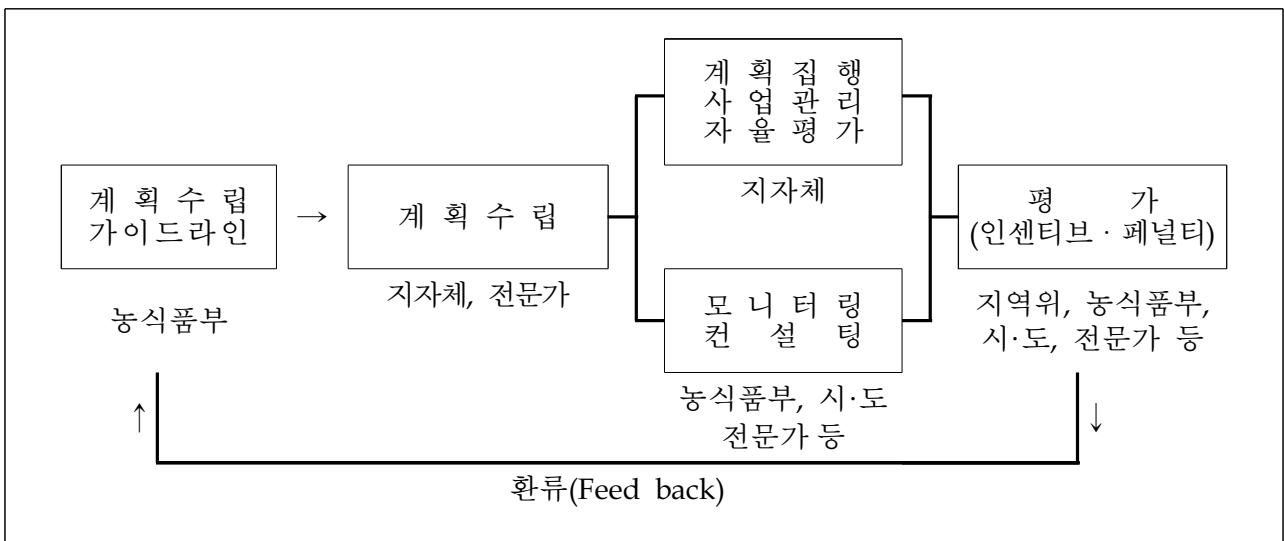 계 획 수 립
가이드라인
농식품부
→
계 획 수 립
지자체, 전문가
계 획 집 행
사 업 관 리
자 율 평 가
지자체
모 니 터 링
컨 설 팅
농식품부, 시·도
전문가 등
평 가
(인센티브 · 페널티)
지역위, 농식품부,
시·도, 전문가 등
↑
↓
환류(Feed back)